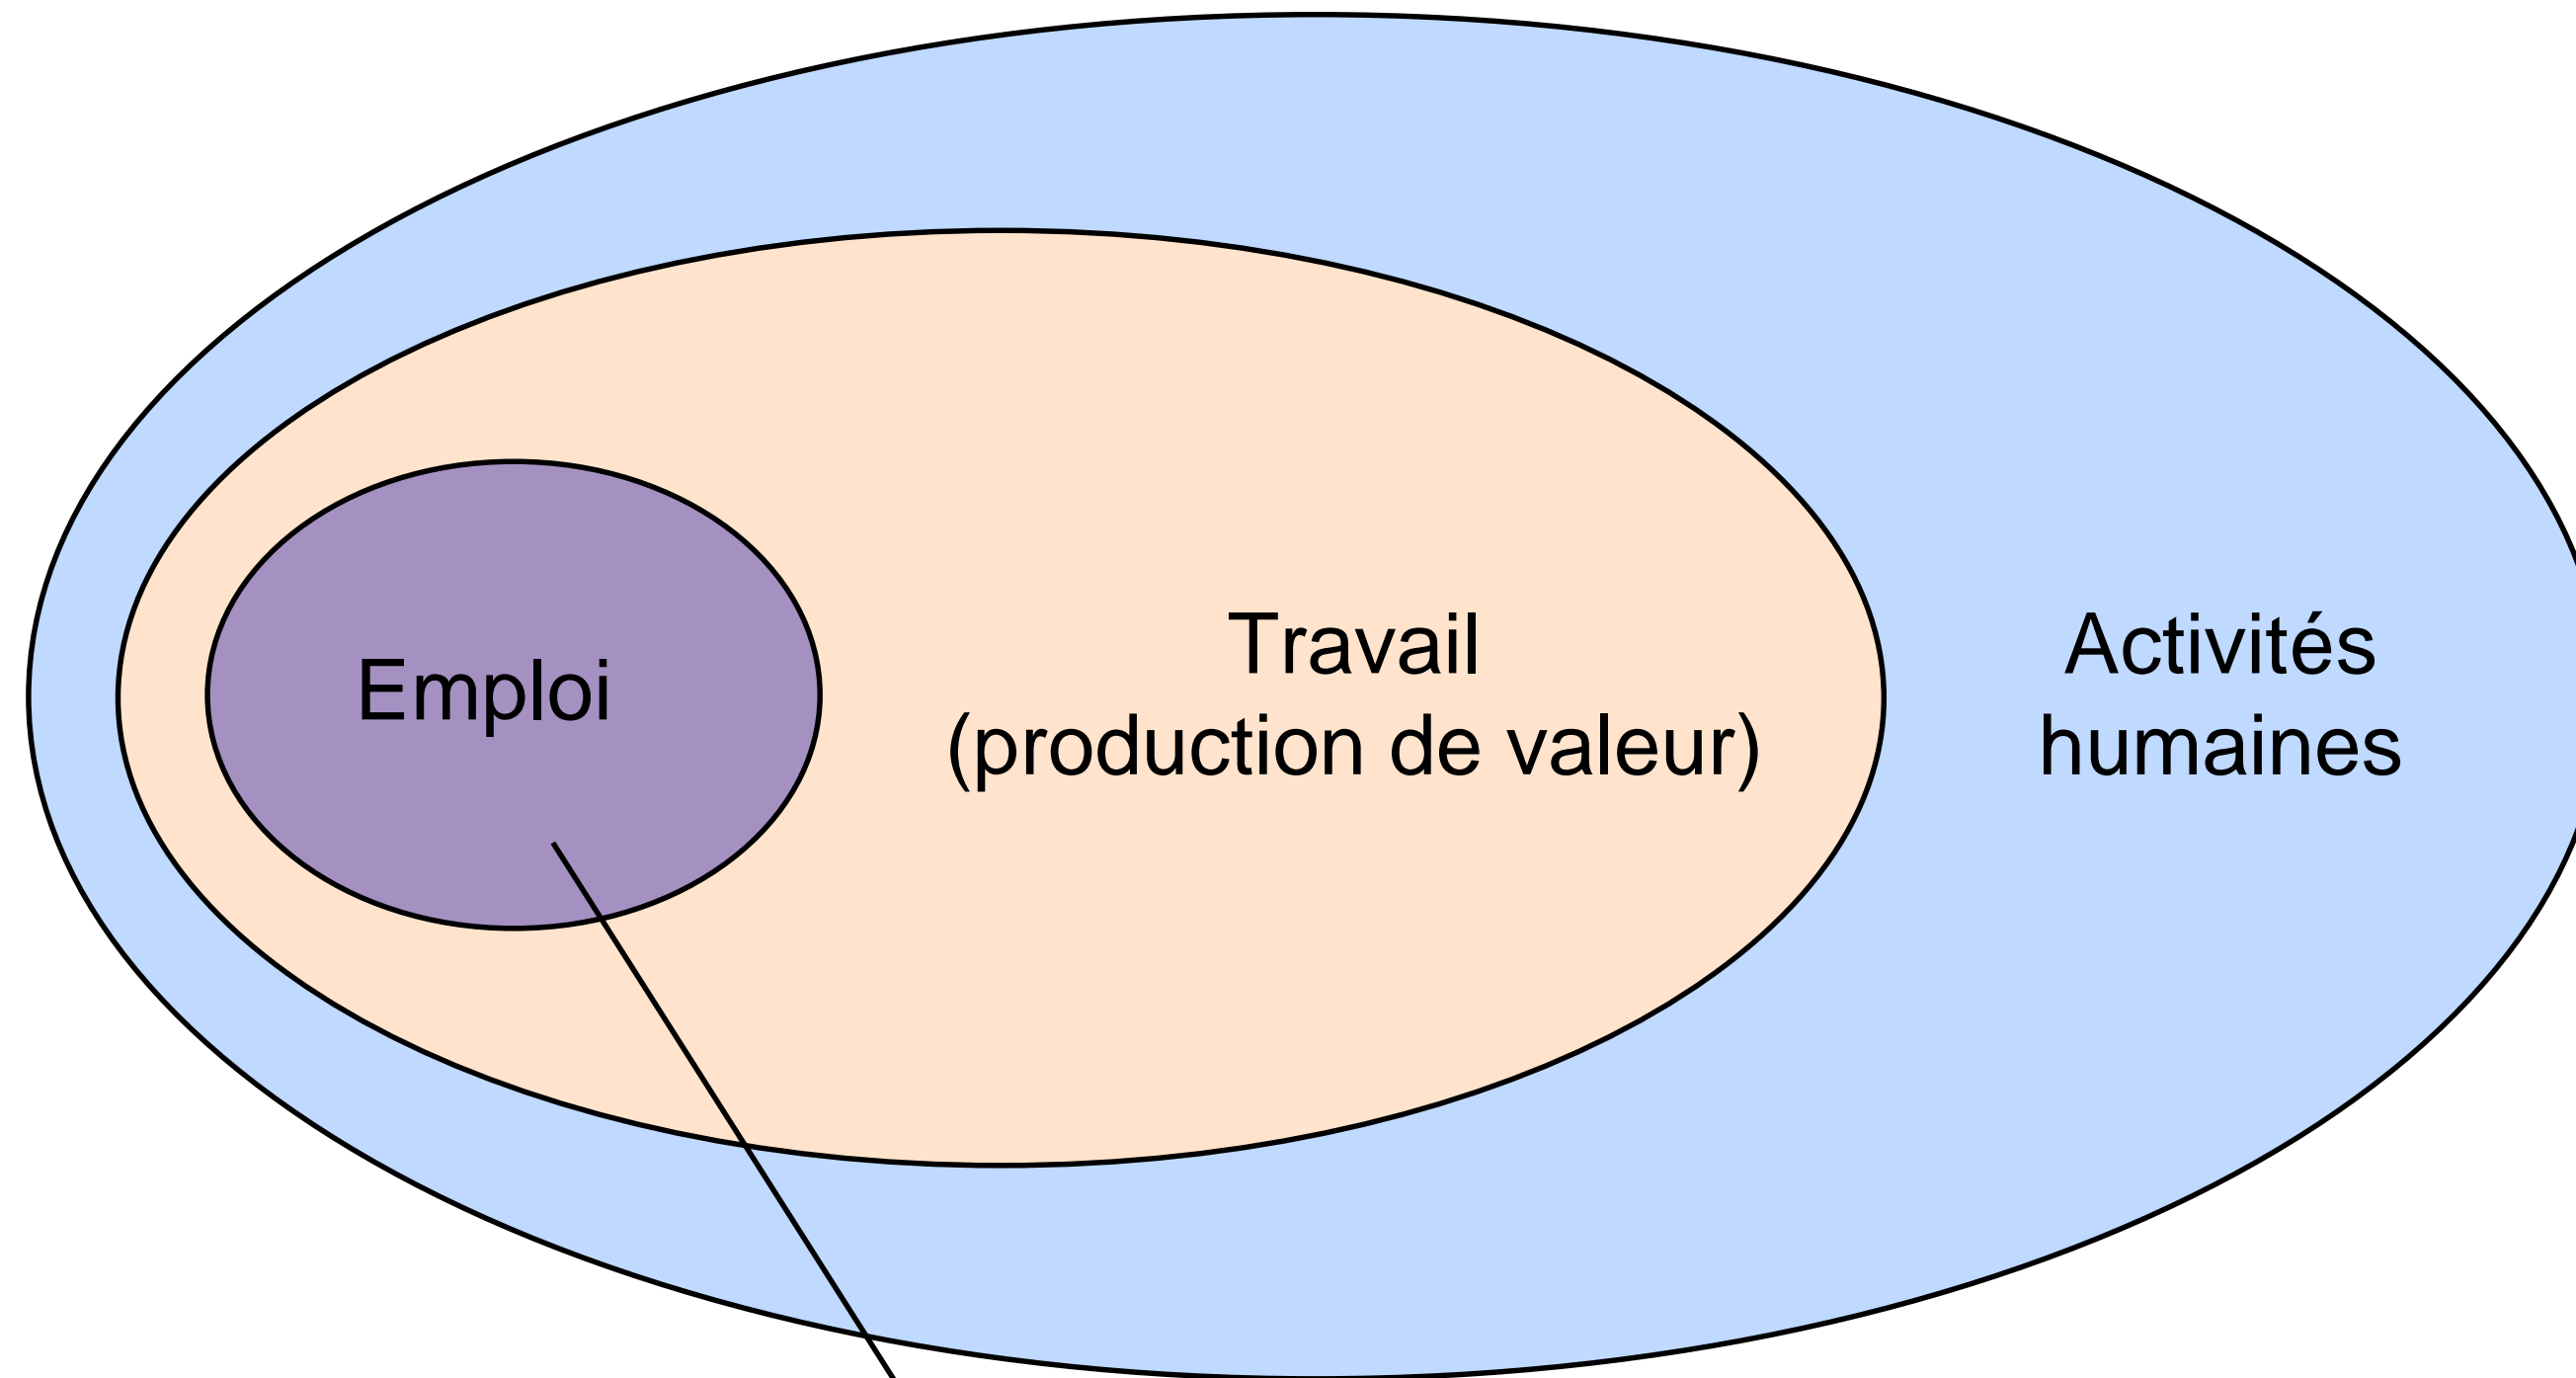 Emploi
Travail
(production de valeur)
Activités
humaines